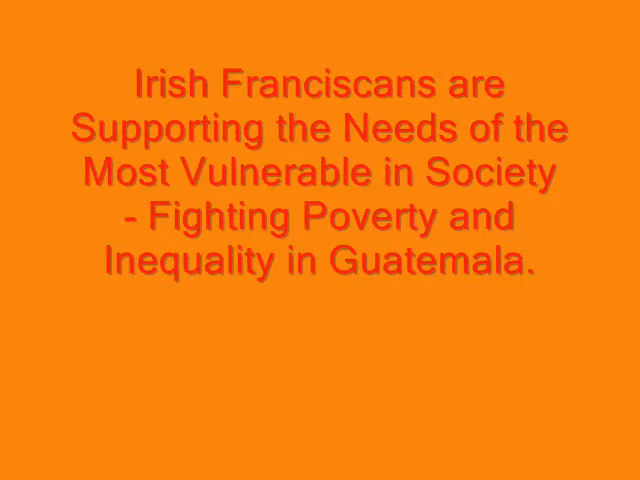 Irish Franciscans are
Supporting the Needs of the
Most Vulnerable in Society
- Fighting Poverty and
Inequality in Guatemala.